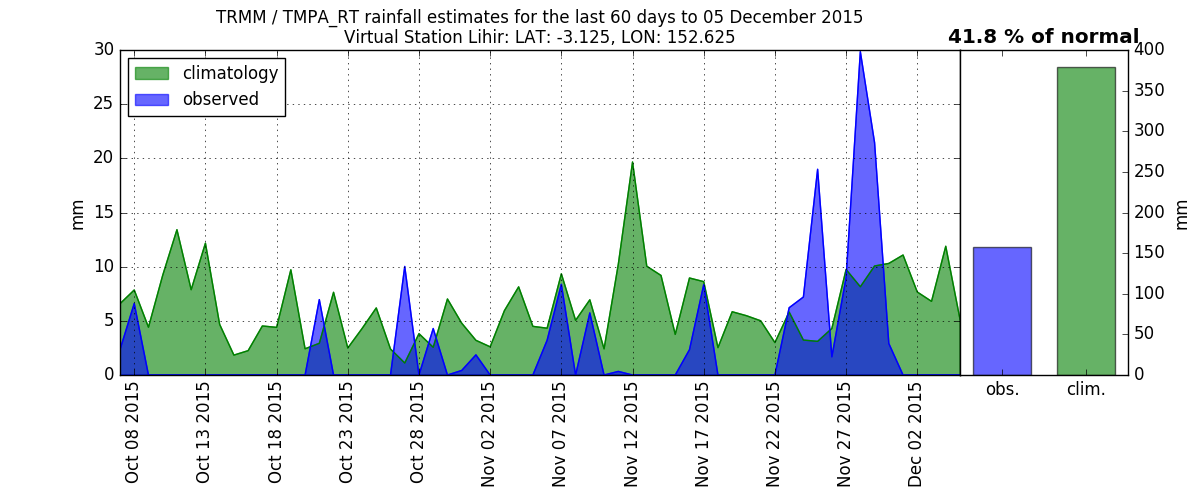 TRMM / TMPA_RT rainfall estimates for the last 60 days to 05 December 2015
Virtual Station Lihir: LAT: -3.125, LON: 152.625
41.8 % of normal
climatology
observed
30
25
20
15
10
5
0
mm
Oct 08 2015
Oct 13 2015
Oct 18 2015
Oct 23 2015
Oct 28 2015
Nov 02 2015
Nov 07 2015
Nov 12 2015
Nov 17 2015
Nov 22 2015
Nov 27 2015
Dec 02 2015
400
350
300
250
200
150
100
50
0
mm
obs.
clim.